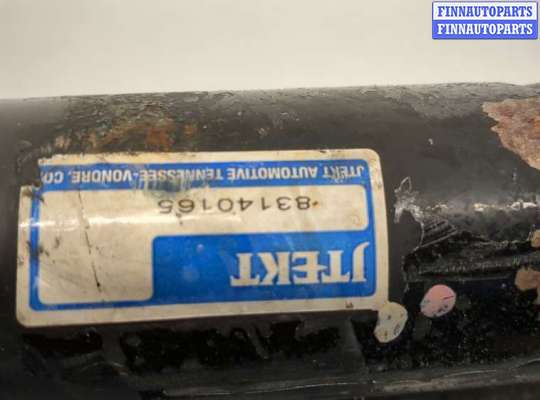 FINNAUTOPARTS
FINNAUTOPARTS
JTEKT
83140165
JTEKT AUTOMOTIVE TENNESSEE-VONORE, CO